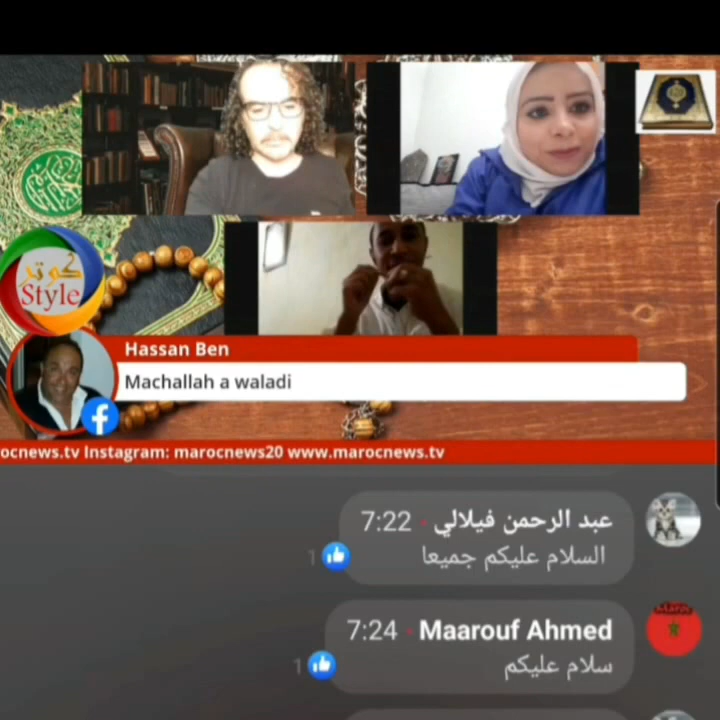 كوثر
Style
Hassan Ben
Machallah a waladi
ocnews.tv Instagram: marocnews20 www.marocnews.tv
عبد الرحمن فيلالي · 7:22
السلام عليكم جميعا
1
Maarouf Ahmed · 7:24
سلام عليكم
1
Maroc